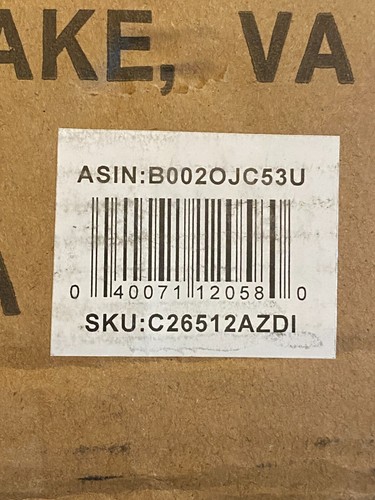 AKE, VA
ASIN:B002OJC53U
0 40071 12058 0
SKU:C26512AZDI
A